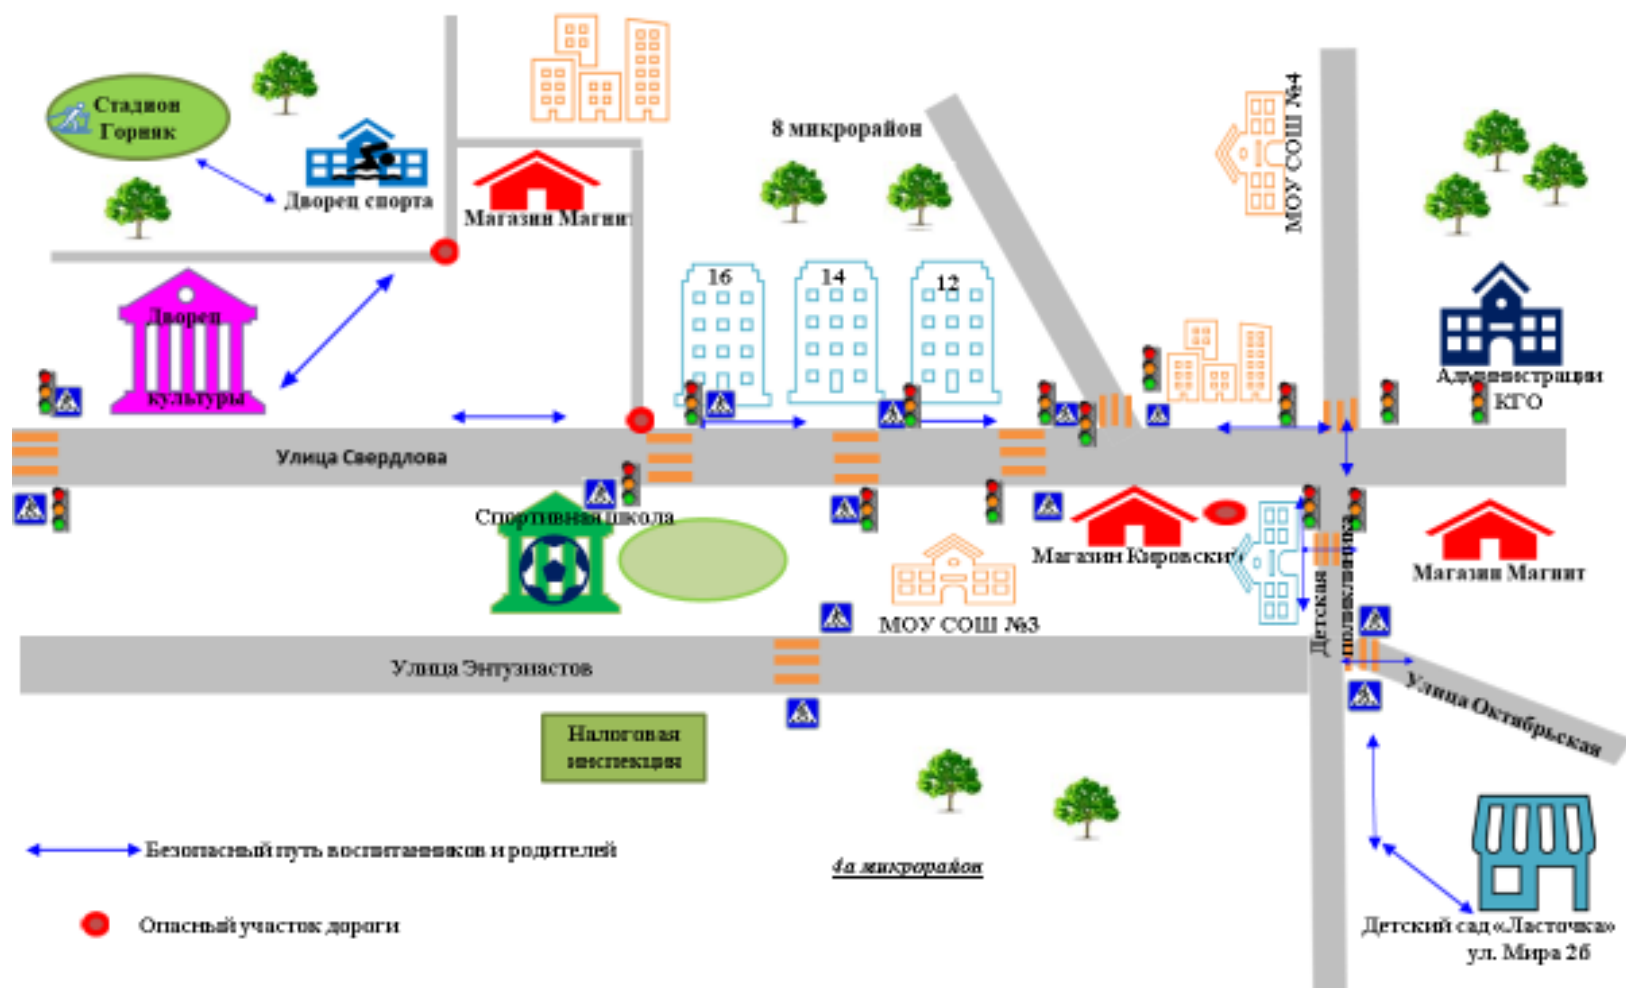 Стадион
Горняк
Дворец спорта
Магазин Магнит
8 микрорайон
МОУ СОШ №4
16
14
12
Дворец
культуры
Администрации
КГО
Улица Свердлова
Спортивная школа
Магазин Кировский
Магазин Магнит
МОУ СОШ №3
Детская
поликлиника
Улица Энтузиастов
Улица Октябрьская
Налоговая
инспекция
Безопасный путь воспитанников и родителей
4а микрорайон
Опасный участок дороги
Детский сад «Ласточка»
ул. Мира 2б